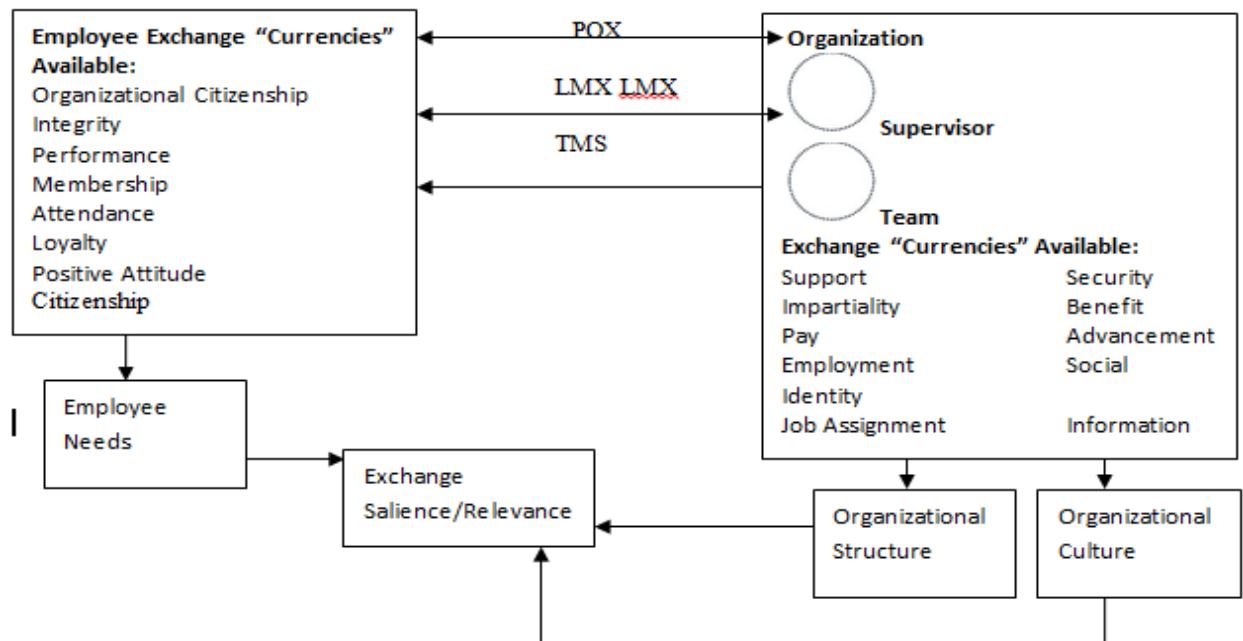 Employee Exchange “Currencies”
Available:
Organizational Citizenship
Integrity
Performance
Membership
Attendance
Loyalty
Positive Attitude
Citizenship
POX
LMX LMX
TMS
Organization
Supervisor
Team
Exchange “Currencies” Available:
Support Security
Impartiality Benefit
Pay Advancement
Employment Social
Identity
Job Assignment Information
Employee
Needs
Exchange
Salience/Relevance
Organizational
Structure
Organizational
Culture